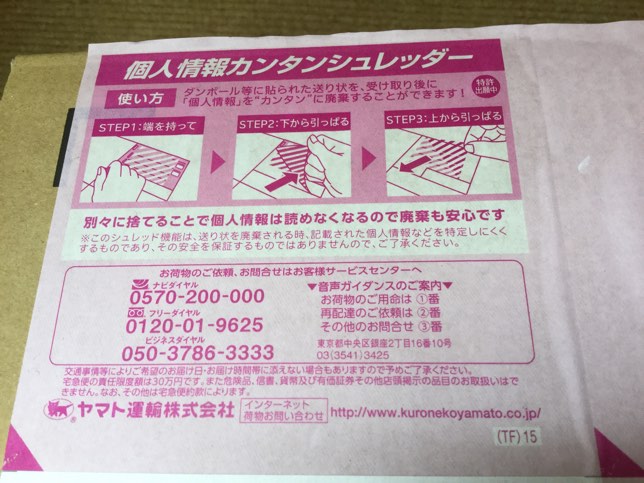 個人情報カンタンシュレッダー
使い方
ダンボール等に貼られた送り状を、受け取り後に
「個人情報」を“カンタン”に廃棄することができます!
特許
出願中
STEP1:端を持って
STEP2:下から引っぱる
STEP3:上から引っぱる
別々に捨てることで個人情報は読めなくなるので廃棄も安心です
※このシュレッド機能は、送り状を廃棄される時、記載された個人情報などを特定しにくく
するものであり、その安全を保証するものではありませんので、ご了承ください。
お荷物のご依頼、お問合せはお客様サービスセンターへ
ナビダイヤル
0570-200-000
フリーダイヤル
0120-01-9625
ビジネスダイヤル
050-3786-3333
▼音声ガイダンスのご案内▼
お荷物のご用命は①番
再配達のご依頼は②番
その他のお問合せ③番
東京都中央区銀座2丁目16番10号
03(3541)3425
交通事情等によりご希望のお届け日・お届け時間帯に添えない場合もありますので予めご了承ください。
宅急便の責任限度額は30万円です。また危険品、信書、貨幣及び有価証券その他店頭掲示の品目のお取扱いはで
きません。なお、その他は宅急便約款によります。
ヤマト運輸株式会社
インターネット
荷物お問い合わせ
http://www.kuronekoyamato.co.jp/
(TF)15